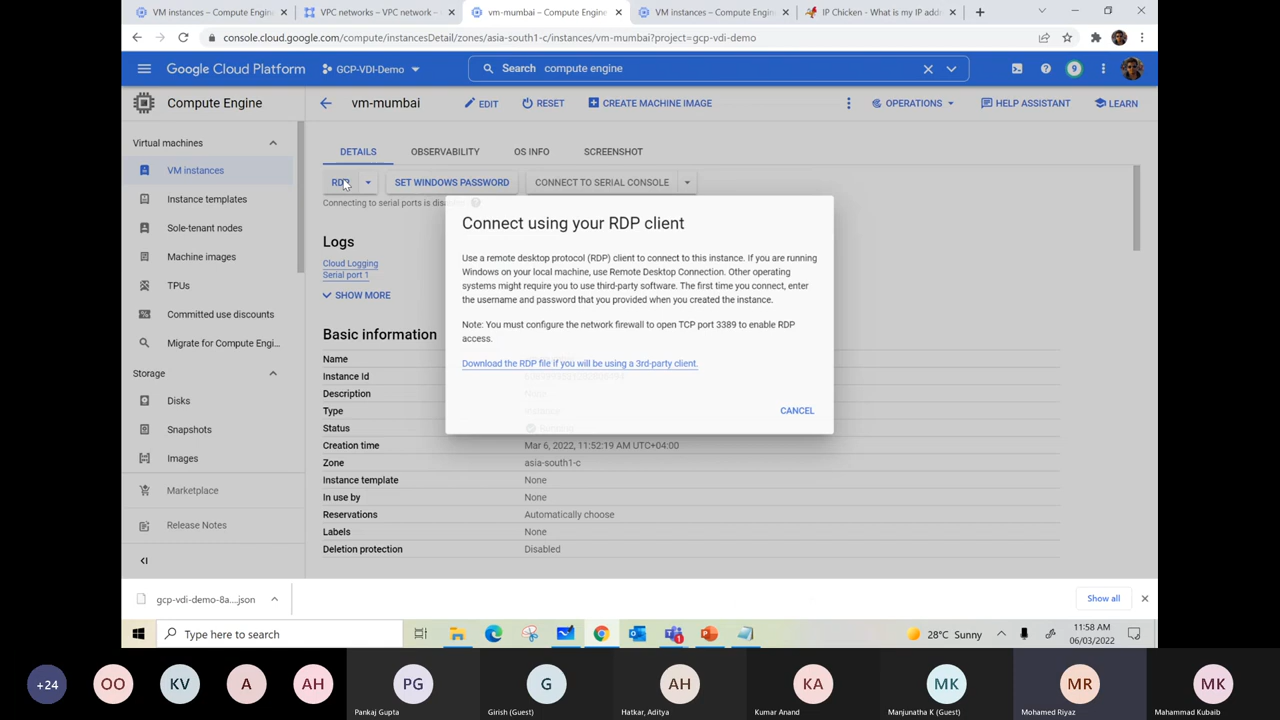 VM instances – Compute Engine
VPC networks – VPC network –
vm-mumbai – Compute Engine
VM instances – Compute Engine
IP Chicken - What is my IP addr
console.cloud.google.com/compute/instancesDetail/zones/asia-south1-c/instances/vm-mumbai?project=gcp-vdi-demo
Google Cloud Platform
GCP-VDI-Demo
Search compute engine
9
Compute Engine
vm-mumbai
EDIT
RESET
CREATE MACHINE IMAGE
OPERATIONS
HELP ASSISTANT
LEARN
Virtual machines
VM instances
Instance templates
Sole-tenant nodes
Machine images
TPUs
Committed use discounts
Migrate for Compute Engi...
Storage
Disks
Snapshots
Images
Marketplace
Release Notes
DETAILS
OBSERVABILITY
OS INFO
SCREENSHOT
RDP
SET WINDOWS PASSWORD
CONNECT TO SERIAL CONSOLE
Connecting to serial ports is
Logs
Cloud Logging
Serial port 1
SHOW MORE
Basic information
Name
Instance Id
Description None
Type Instance
Status Running
Creation time Mar 6, 2022, 11:52:19 AM UTC+04:00
Zone asia-south1-c
Instance template None
In use by None
Reservations Automatically choose
Labels None
Deletion protection Disabled
Connect using your RDP client
Use a remote desktop protocol (RDP) client to connect to this instance. If you are running
Windows on your local machine, use Remote Desktop Connection. Other operating
systems might require you to use third-party software. The first time you connect, enter
the username and password that you provided when you created the instance.
Note: You must configure the network firewall to open TCP port 3389 to enable RDP
access.
Download the RDP file if you will be using a 3rd-party client.
CANCEL
gcp-vdi-demo-8a....json
Show all
Type here to search
1
28°C Sunny
11:58 AM
06/03/2022
+24
OO
KV
A
AH
PG
Pankaj Gupta
G
Girish (Guest)
AH
Hatkar, Aditya
KA
Kumar Anand
MK
Manjunatha K (Guest)
MR
Mohamed Riyaz
MK
Mahammad Kubaib